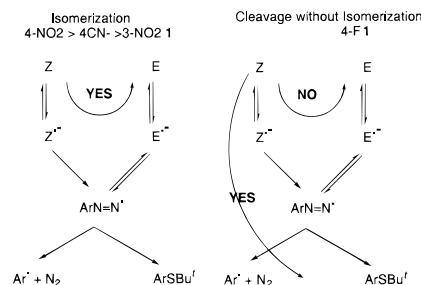 Isomerization
4-NO2 > 4CN- >3-NO2 1
Z E
YES
Z•− E•−
ArN=N•
Ar• + N2 ArSBuᵗ
Cleavage without Isomerization
4-F 1
Z E
NO
Z•− E•−
YES
ArN=N•
Ar• + N2 ArSBuᵗ